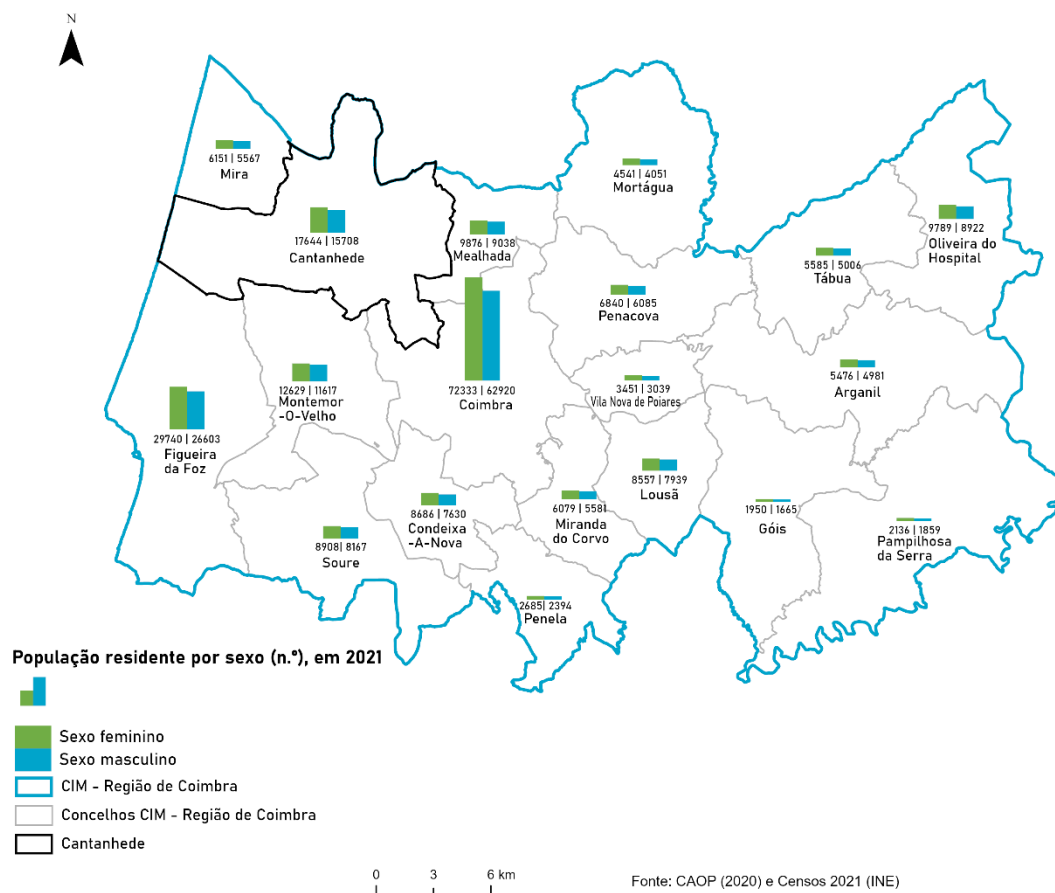 N
6151 | 5567
Mira
17644 | 15708
Cantanhede
9876 | 9038
Mealhada
4541 | 4051
Mortágua
9789 | 8922
Oliveira do
Hospital
5585 | 5006
Tábua
6840 | 6085
Penacova
72333 | 62920
Coimbra
12629 | 11617
Montemor
-O-Velho
29740 | 26603
Figueira
da Foz
3451 | 3039
Vila Nova de Poiares
5476 | 4981
Arganil
8557 | 7939
Lousã
8686 | 7630
Condeixa
-A-Nova
6079 | 5581
Miranda
do Corvo
1950 | 1665
Góis
2136 | 1859
Pampilhosa
da Serra
8908| 8167
Soure
2685| 2394
Penela
População residente por sexo (n.º), em 2021
Sexo feminino
Sexo masculino
CIM - Região de Coimbra
Concelhos CIM - Região de Coimbra
Cantanhede
0 3 6 km
Fonte: CAOP (2020) e Censos 2021 (INE)